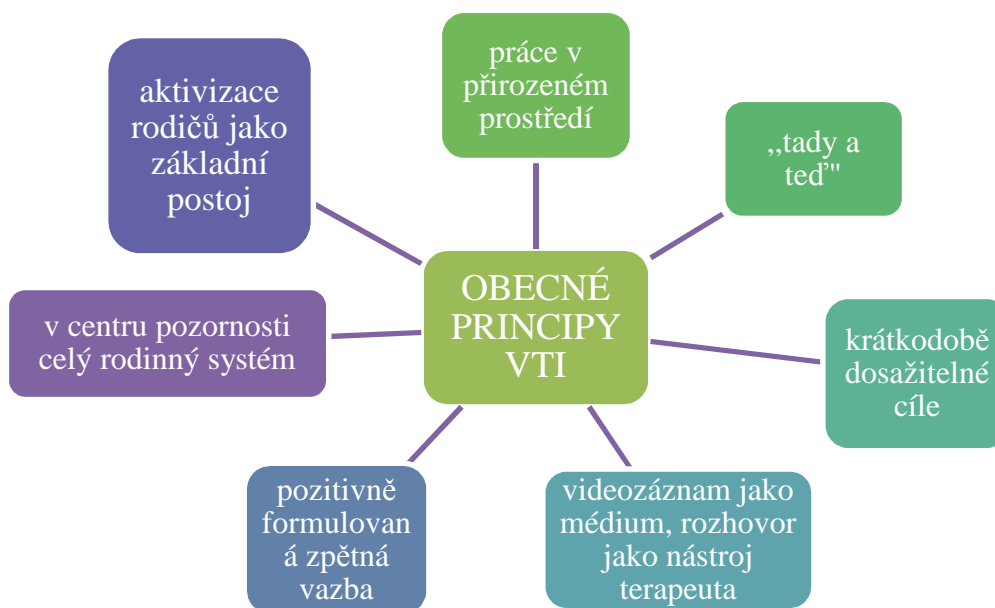 práce v
přirozeném
prostředí
aktivizace
rodičů jako
základní
postoj
,,tady a
teď"
OBECNÉ
PRINCIPY
VTI
v centru pozornosti
celý rodinný systém
krátkodobě
dosažitelné
cíle
pozitivně
formulovan
á zpětná
vazba
videozáznam jako
médium, rozhovor
jako nástroj
terapeuta